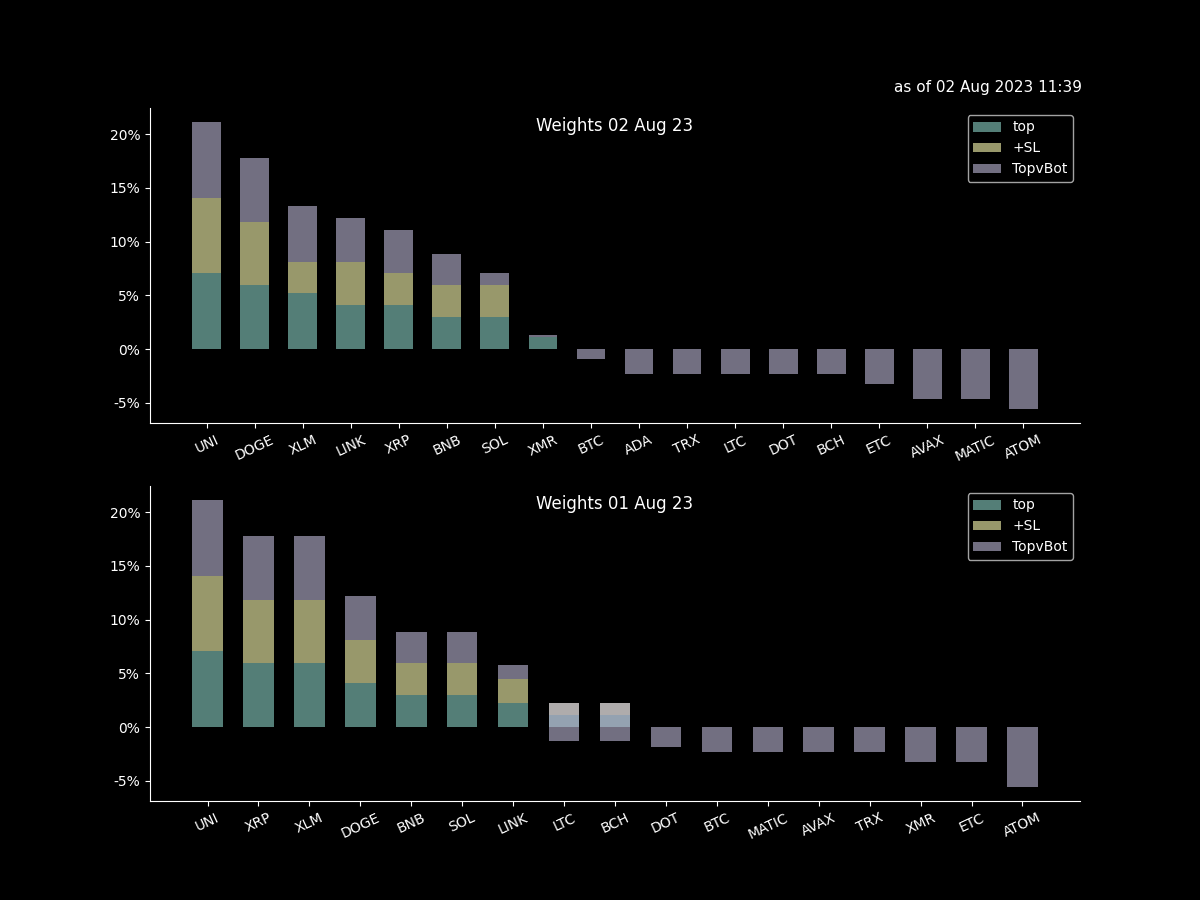 as of 02 Aug 2023 11:39
Weights 02 Aug 23
top
+SL
TopvBot
20%
15%
10%
5%
0%
-5%
UNI DOGE XLM LINK XRP BNB SOL XMR BTC ADA TRX LTC DOT BCH ETC AVAX MATIC ATOM
Weights 01 Aug 23
top
+SL
TopvBot
20%
15%
10%
5%
0%
-5%
UNI XRP XLM DOGE BNB SOL LINK LTC BCH DOT BTC MATIC AVAX TRX XMR ETC ATOM